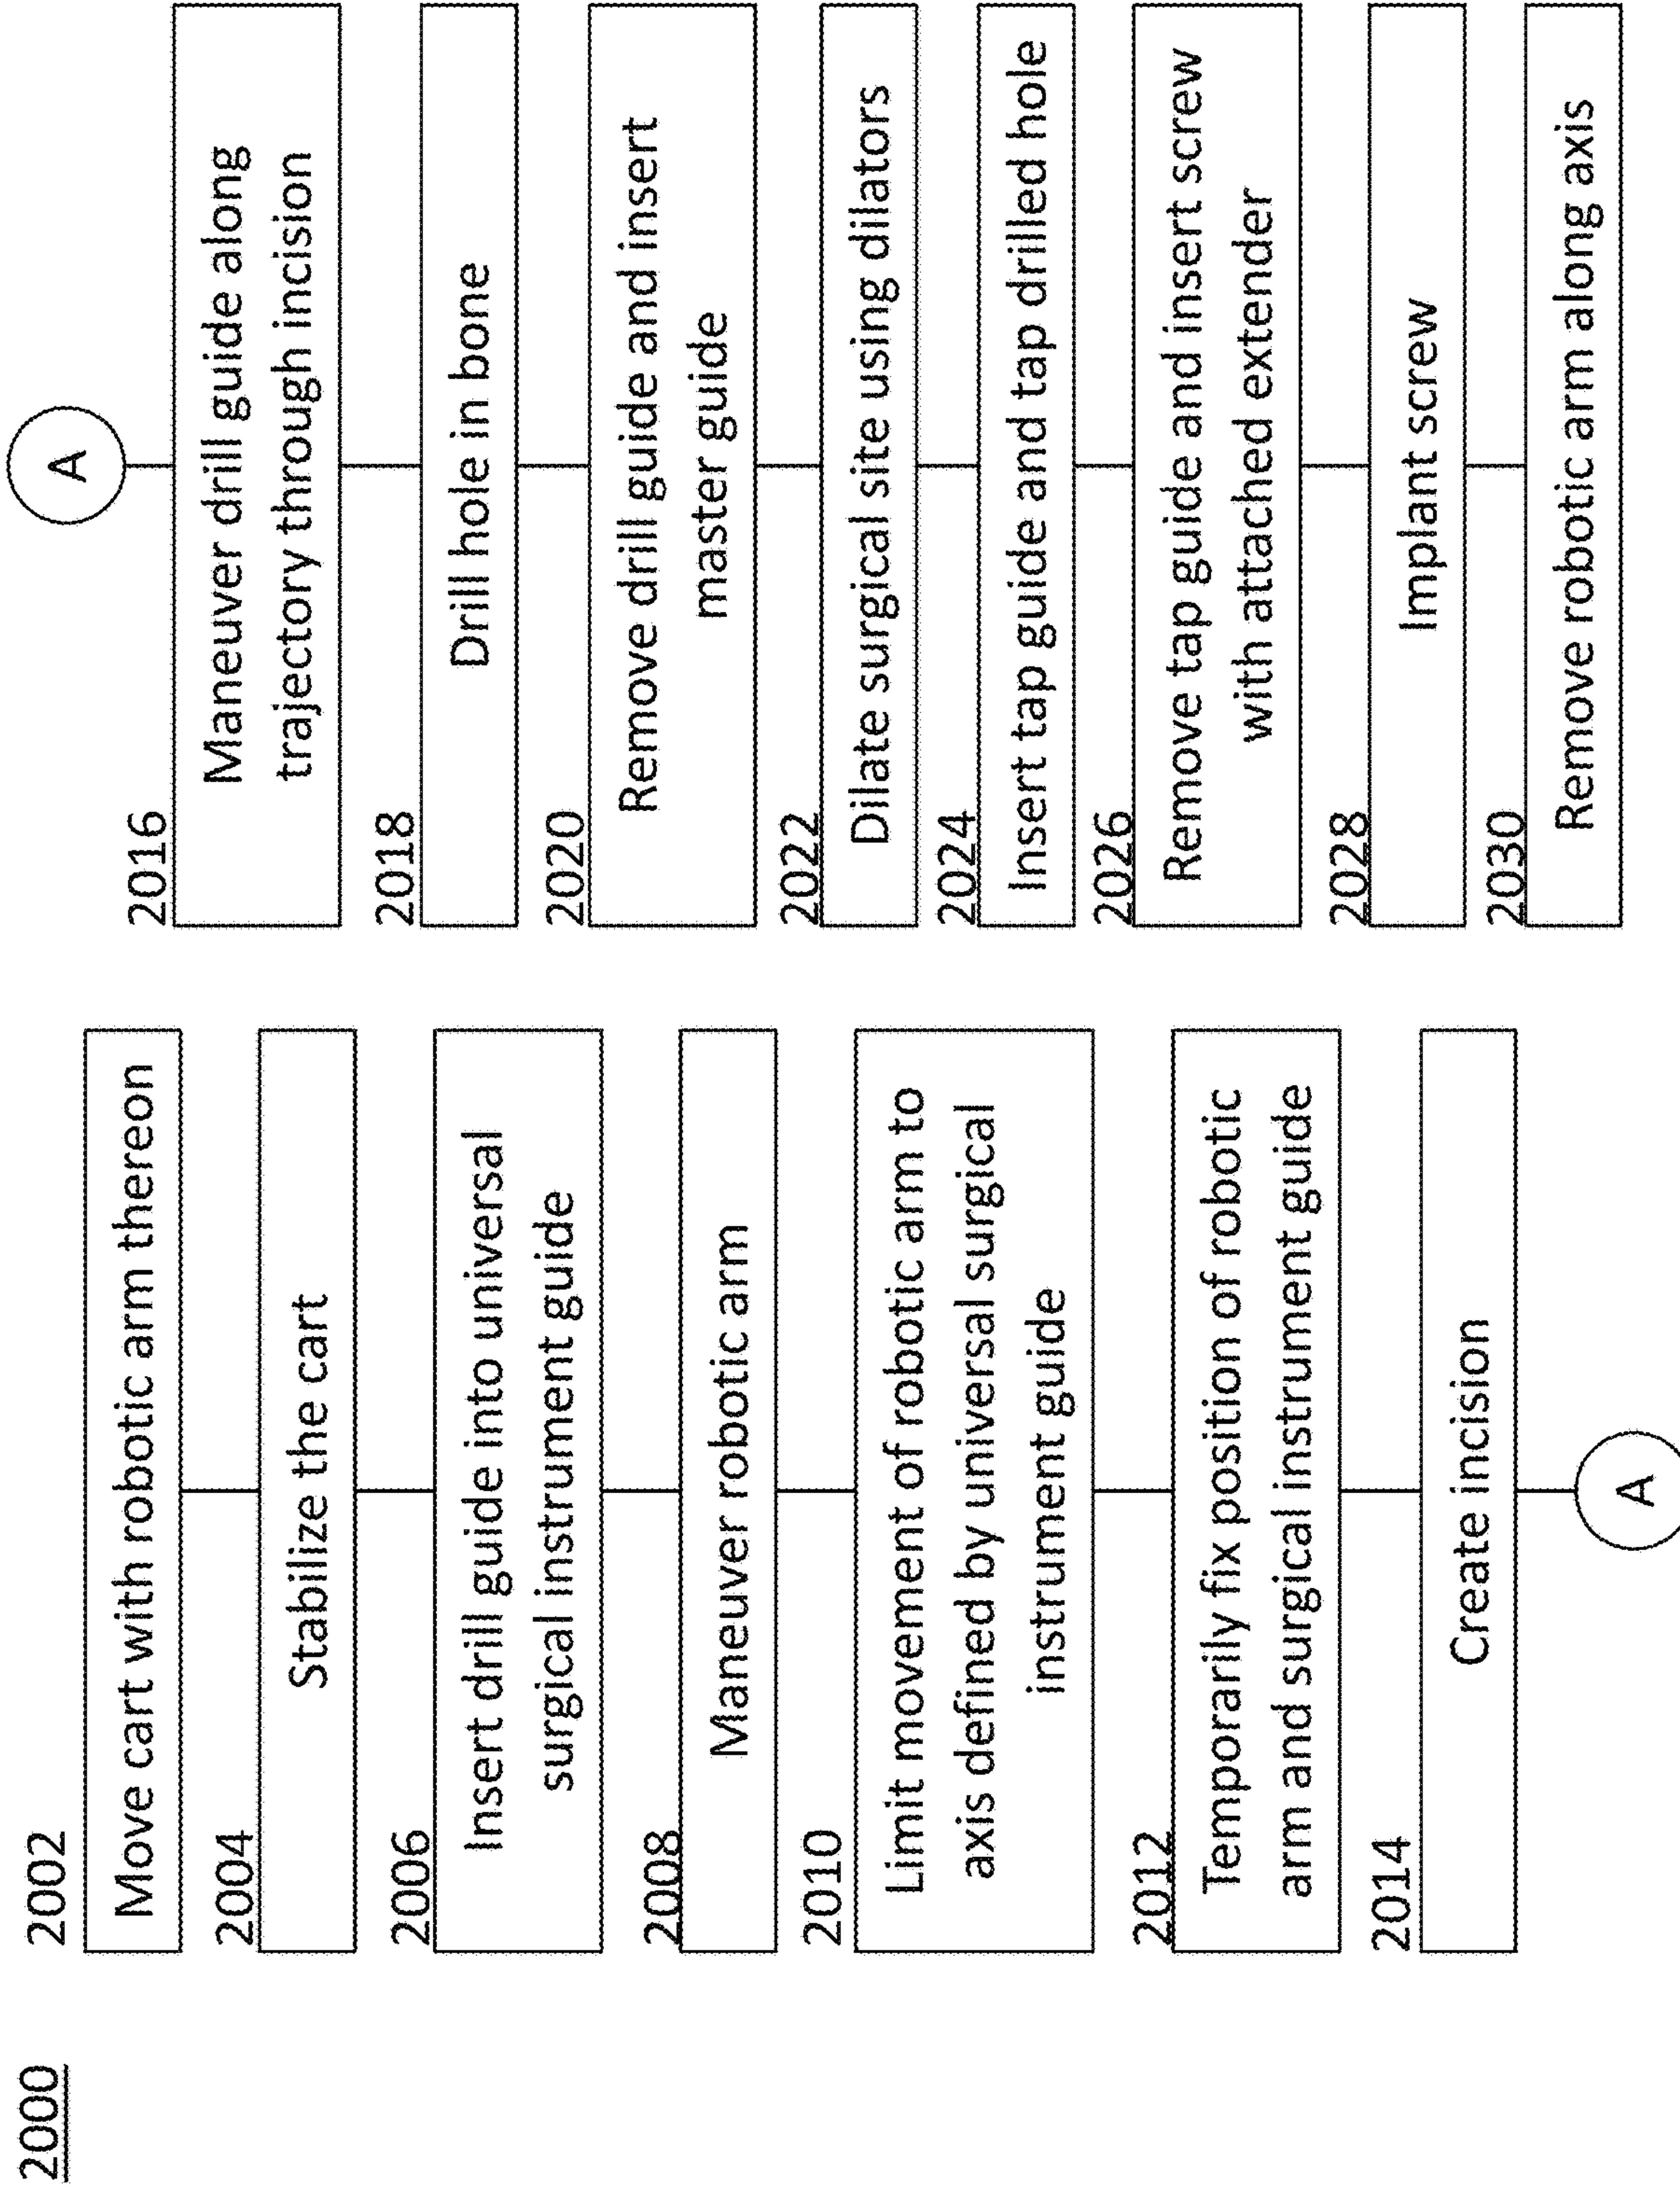 2000
2002
Move cart with robotic arm thereon
2004
Stabilize the cart
2006
Insert drill guide into universal
surgical instrument guide
2008
Maneuver robotic arm
2010
Limit movement of robotic arm to
axis defined by universal surgical
instrument guide
2012
Temporarily fix position of robotic
arm and surgical instrument guide
2014
Create incision
A
A
2016
Maneuver drill guide along
trajectory through incision
2018
Drill hole in bone
2020
Remove drill guide and insert
master guide
2022
Dilate surgical site using dilators
2024
Insert tap guide and tap drilled hole
2026
Remove tap guide and insert screw
with attached extender
2028
Implant screw
2030
Remove robotic arm along axis